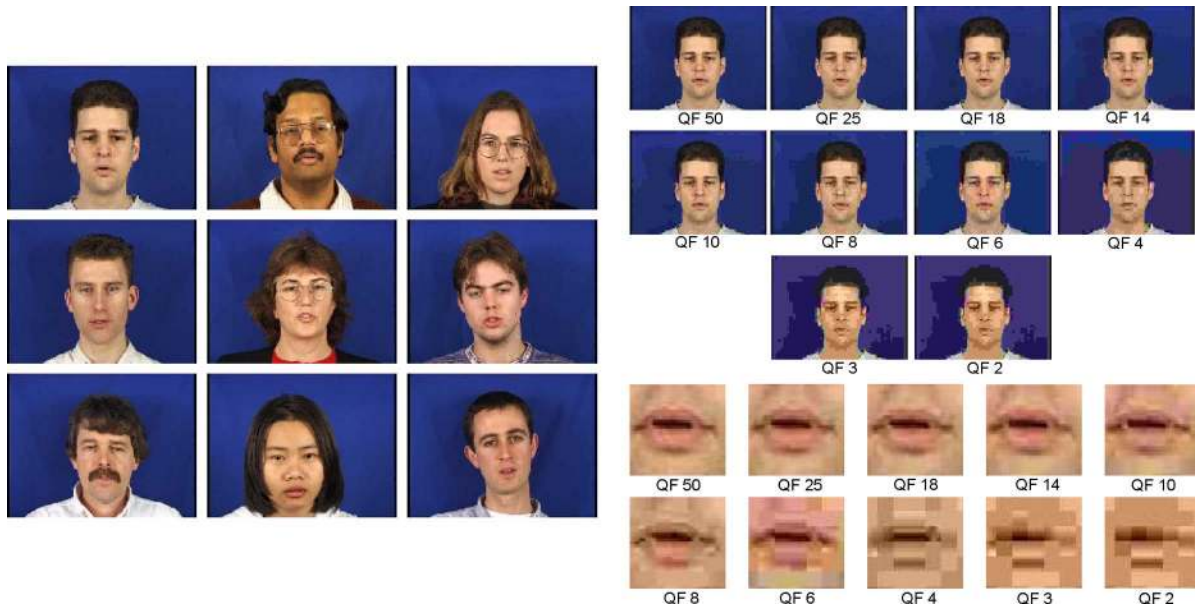 QF 50 QF 25 QF 18 QF 14
QF 10 QF 8 QF 6 QF 4
QF 3 QF 2
QF 50 QF 25 QF 18 QF 14 QF 10
QF 8 QF 6 QF 4 QF 3 QF 2